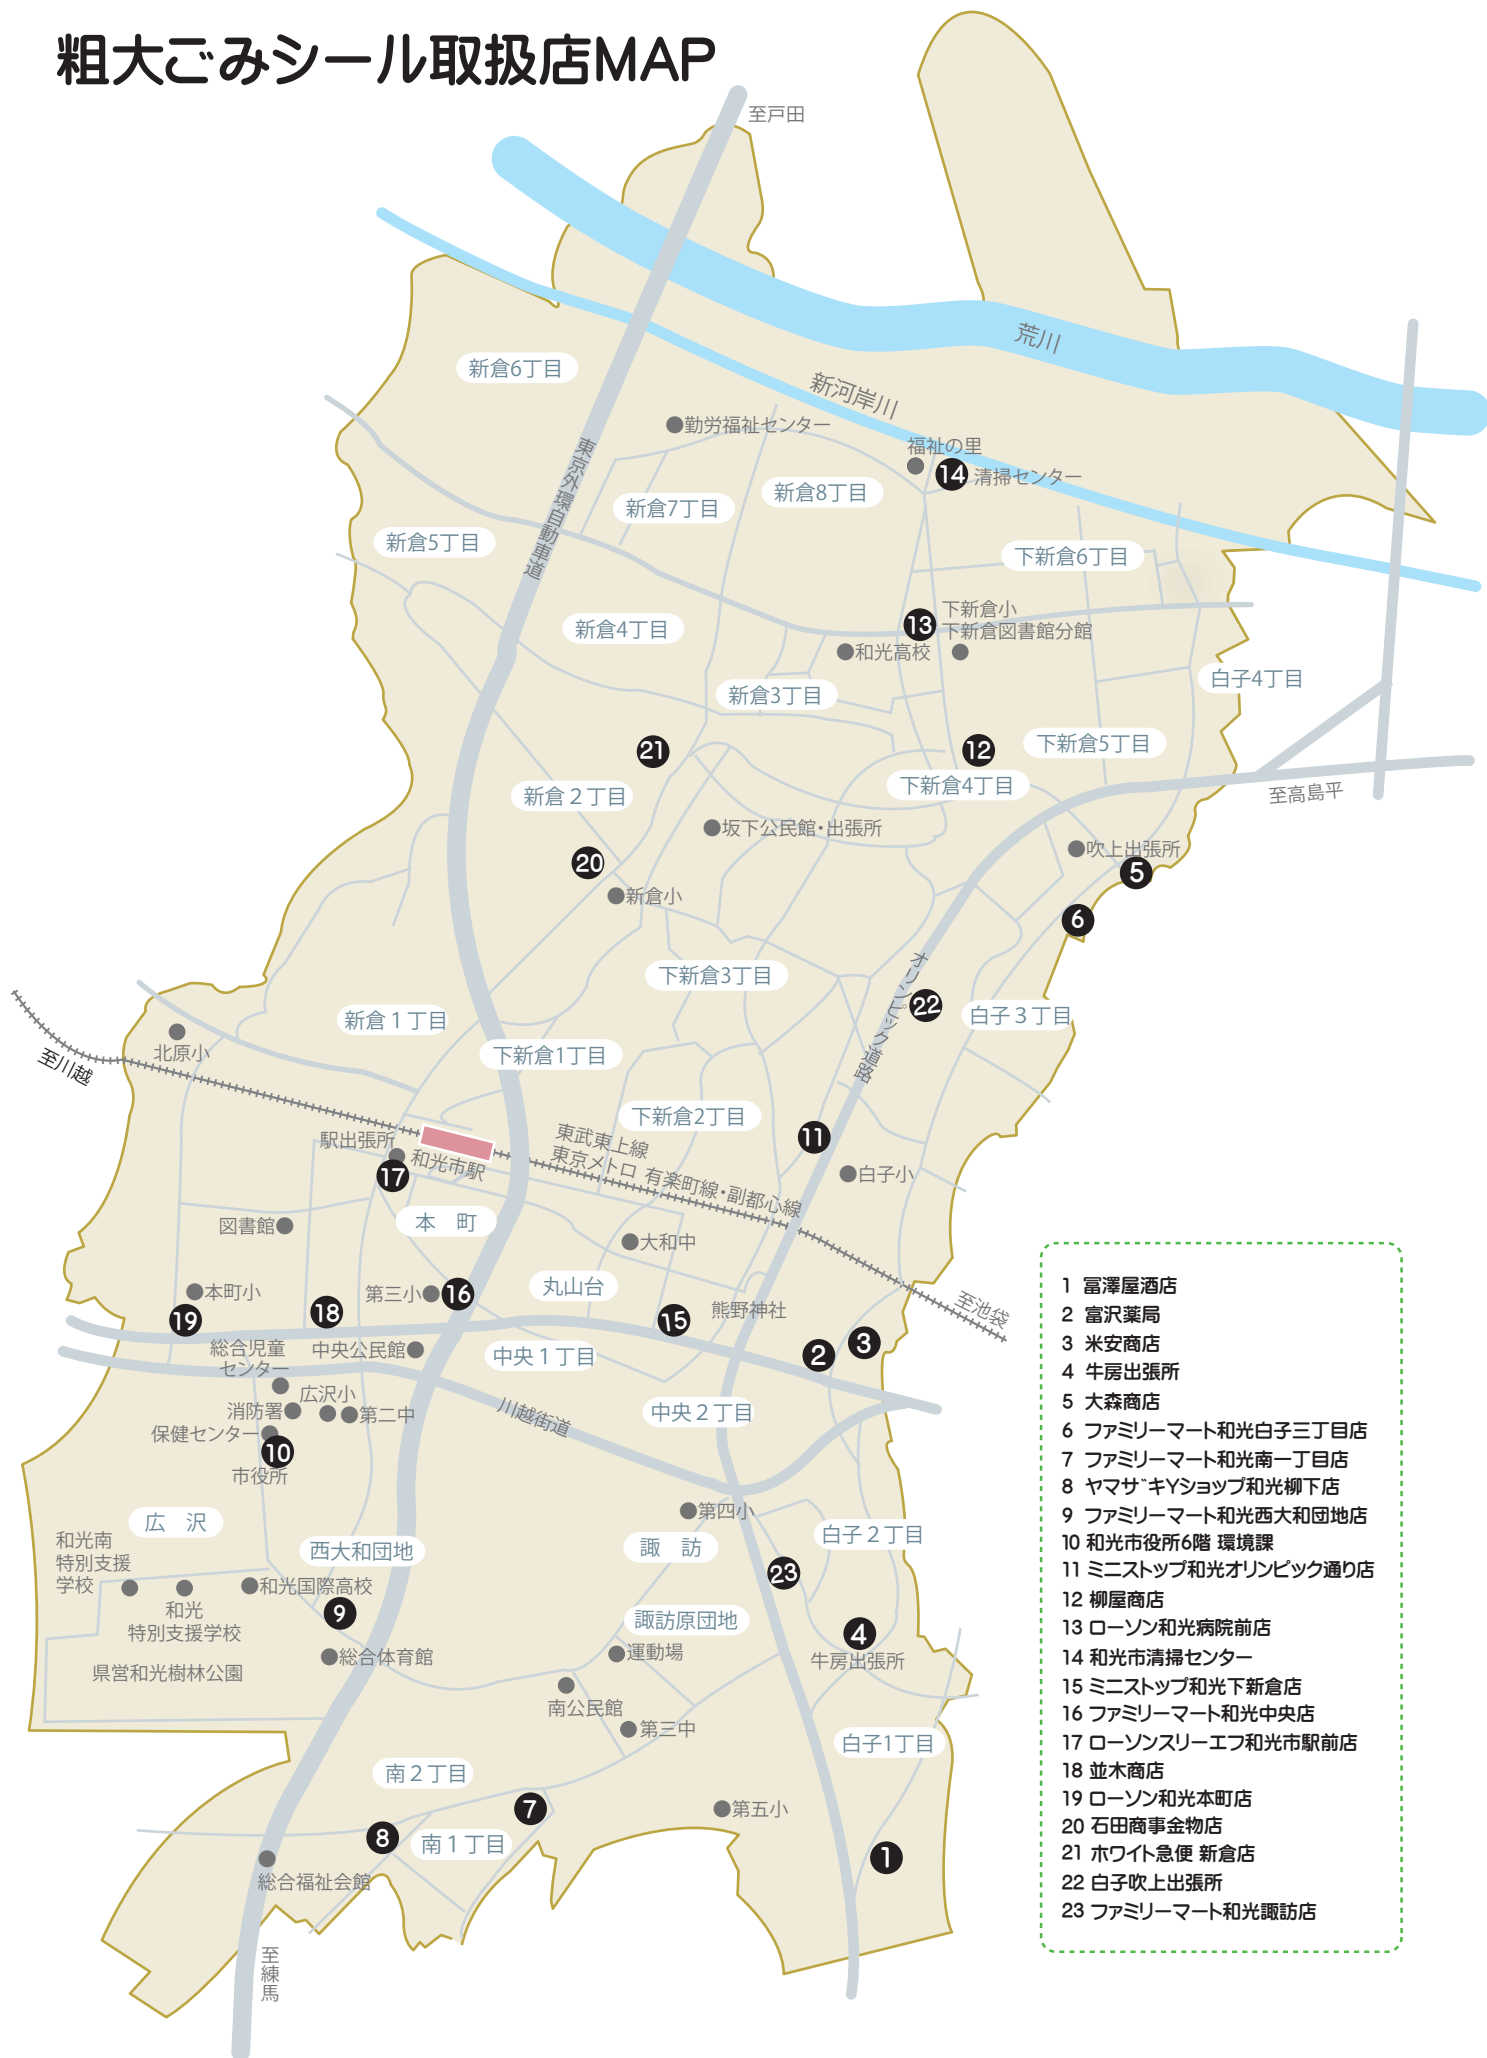 粗大ごみシール取扱店MAP
至戸田
荒川
新河岸川
新倉6丁目
勤労福祉センター
福祉の里
14
清掃センター
東京外環自動車道
新倉7丁目
新倉8丁目
新倉5丁目
下新倉6丁目
新倉4丁目
13
下新倉小
下新倉図書館分館
和光高校
白子4丁目
新倉3丁目
21
12
下新倉5丁目
下新倉4丁目
新倉２丁目
至高島平
坂下公民館・出張所
吹上出張所
20
5
新倉小
6
オリンピック道路
下新倉3丁目
22
白子３丁目
新倉１丁目
北原小
至川越
下新倉1丁目
下新倉2丁目
駅出張所
和光市駅
東武東上線
東京メトロ 有楽町線・副都心線
11
17
白子小
図書館
本　町
大和中
本町小
第三小
16
丸山台
至池袋
19
18
15
熊野神社
総合児童
センター
中央公民館
中央１丁目
2
3
広沢小
消防署
第二中
川越街道
中央２丁目
保健センター
10
市役所
広　沢
第四小
白子２丁目
和光南
特別支援
学校
西大和団地
諏　訪
23
和光
特別支援学校
和光国際高校
9
諏訪原団地
4
牛房出張所
県営和光樹林公園
総合体育館
運動場
南公民館
第三中
白子1丁目
南２丁目
7
第五小
8
南１丁目
1
総合福祉会館
至練馬
1 冨澤屋酒店
2 富沢薬局
3 米安商店
4 牛房出張所
5 大森商店
6 ファミリーマート和光白子三丁目店
7 ファミリーマート和光南一丁目店
8 ヤマザキYショップ和光柳下店
9 ファミリーマート和光西大和団地店
10 和光市役所6階 環境課
11 ミニストップ和光オリンピック通り店
12 柳屋商店
13 ローソン和光病院前店
14 和光市清掃センター
15 ミニストップ和光下新倉店
16 ファミリーマート和光中央店
17 ローソンスリーエフ和光市駅前店
18 並木商店
19 ローソン和光本町店
20 石田商事金物店
21 ホワイト急便 新倉店
22 白子吹上出張所
23 ファミリーマート和光諏訪店